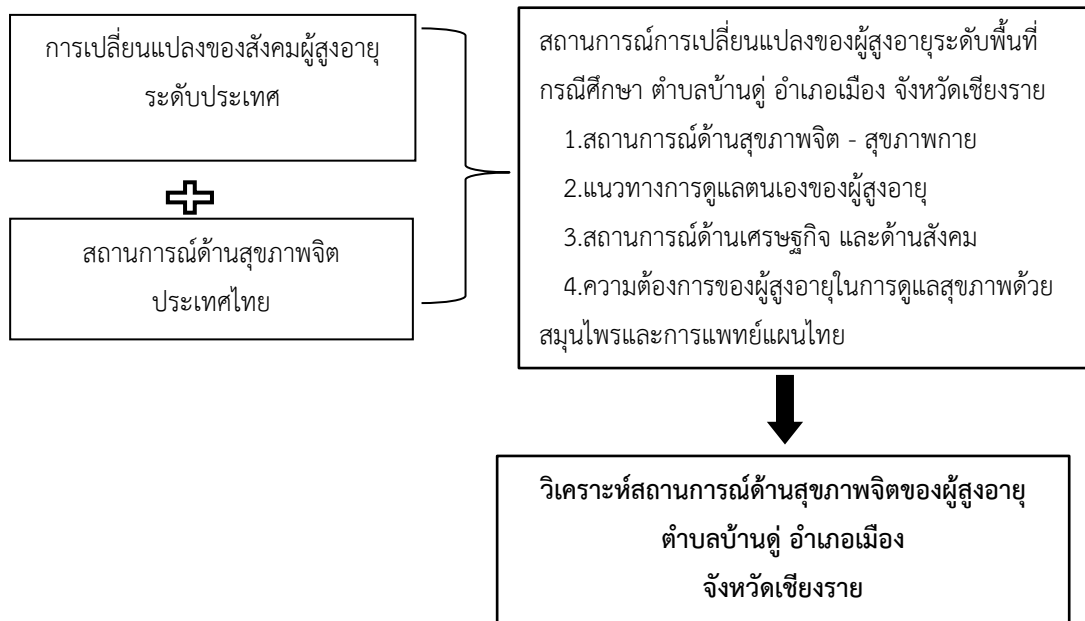 การเปลี่ยนแปลงของสังคมผู้สูงอายุ
ระดับประเทศ
สถานการณ์ด้านสุขภาพจิต
ประเทศไทย
สถานการณ์การเปลี่ยนแปลงของผู้สูงอายุระดับพื้นที่
กรณีศึกษา ตำบลบ้านดู่ อำเภอเมือง จังหวัดเชียงราย
1.สถานการณ์ด้านสุขภาพจิต - สุขภาพกาย
2.แนวทางการดูแลตนเองของผู้สูงอายุ
3.สถานการณ์ด้านเศรษฐกิจ และด้านสังคม
4.ความต้องการของผู้สูงอายุในการดูแลสุขภาพด้วย
สมุนไพรและการแพทย์แผนไทย
วิเคราะห์สถานการณ์ด้านสุขภาพจิตของผู้สูงอายุ
ตำบลบ้านดู่ อำเภอเมือง
จังหวัดเชียงราย